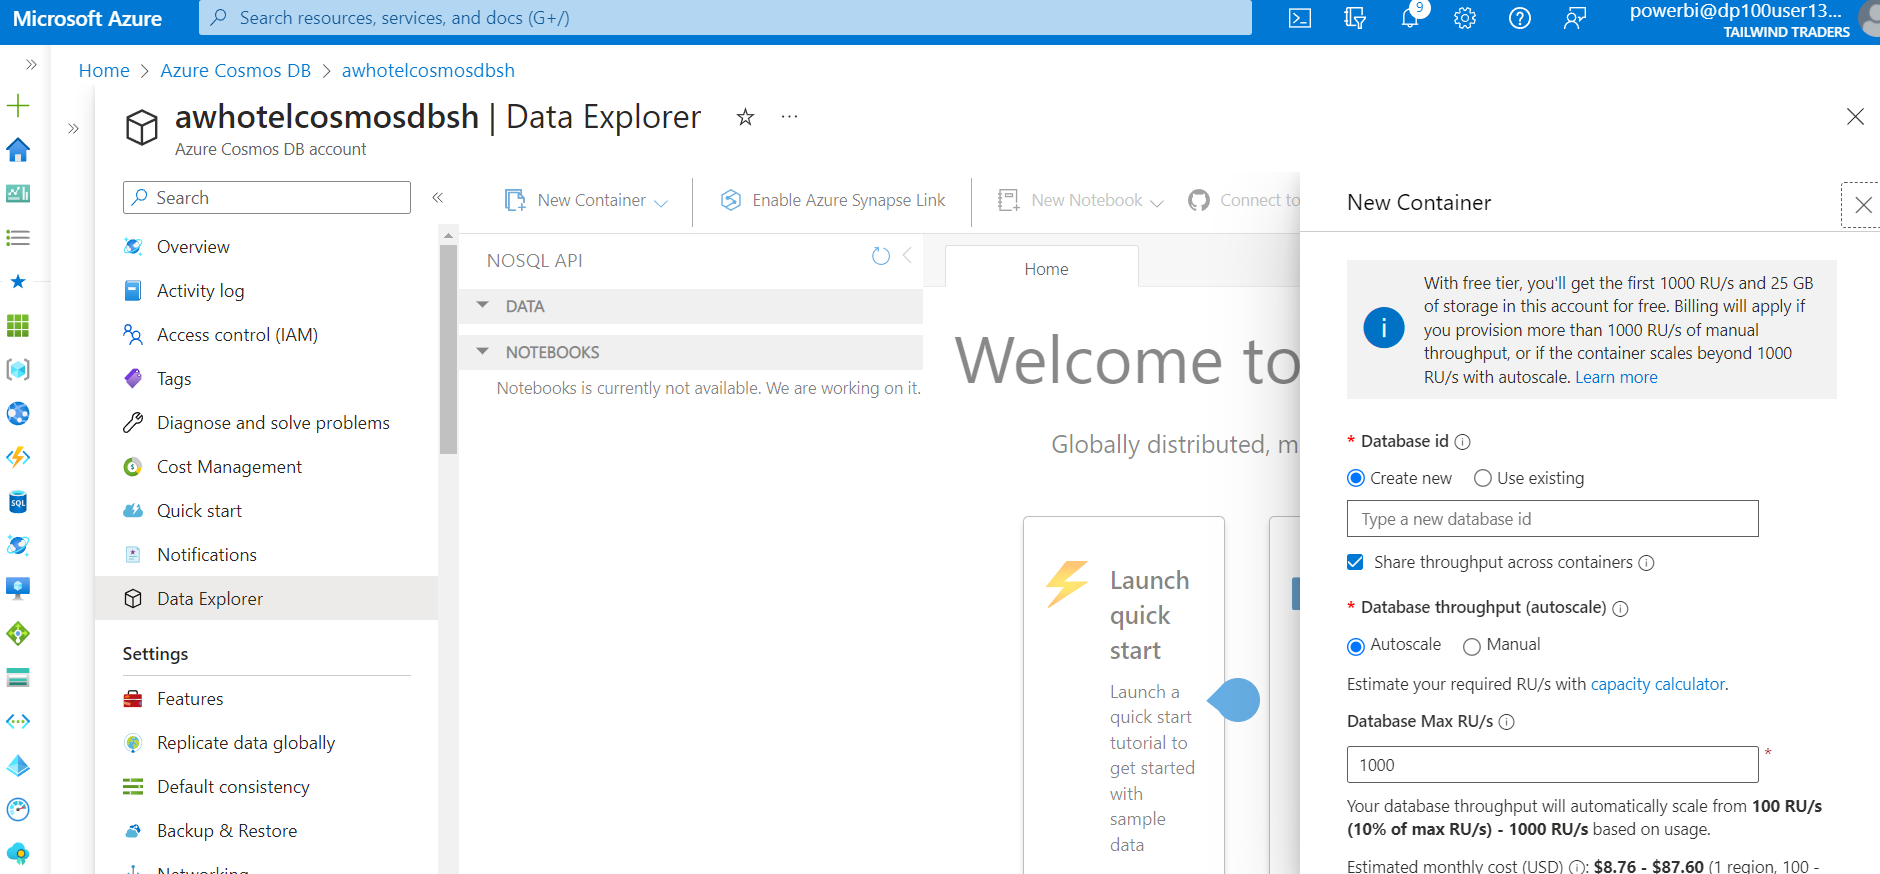 Microsoft Azure
Search resources, services, and docs (G+/)
9
powerbi@dp100user13...
TAILWIND TRADERS
Home > Azure Cosmos DB > awhotelcosmosdbsh
awhotelcosmosdbsh | Data Explorer
Azure Cosmos DB account
Search
Overview
Activity log
Access control (IAM)
Tags
Diagnose and solve problems
Cost Management
Quick start
Notifications
Data Explorer
Settings
Features
Replicate data globally
Default consistency
Backup & Restore
Networking
New Container
Enable Azure Synapse Link
New Notebook
Connect to
NOSQL API
DATA
NOTEBOOKS
Notebooks is currently not available. We are working on it.
Home
Welcome to
Globally distributed, m
Launch
quick
start
Launch a
quick start
tutorial to
get started
with
sample
data
New Container
With free tier, you'll get the first 1000 RU/s and 25 GB
of storage in this account for free. Billing will apply if
you provision more than 1000 RU/s of manual
throughput, or if the container scales beyond 1000
RU/s with autoscale. Learn more
* Database id
Create new Use existing
Type a new database id
Share throughput across containers
* Database throughput (autoscale)
Autoscale Manual
Estimate your required RU/s with capacity calculator.
Database Max RU/s
1000 *
Your database throughput will automatically scale from 100 RU/s
(10% of max RU/s) - 1000 RU/s based on usage.
Estimated monthly cost (USD) : $8.76 - $87.60 (1 region, 100 -